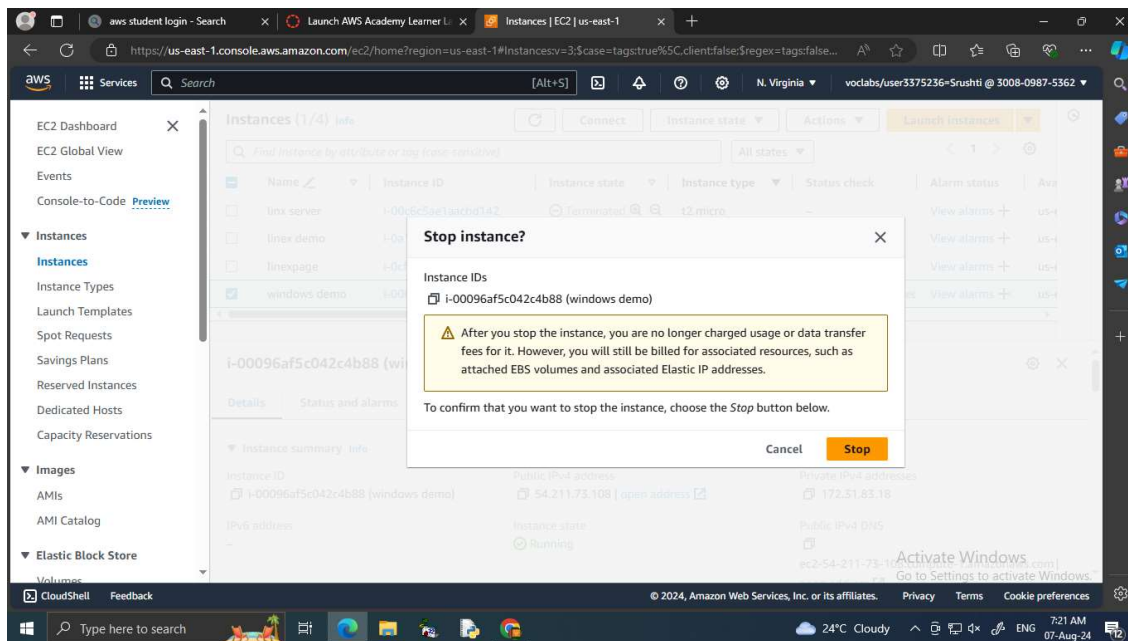 aws student login - Search
Launch AWS Academy Learner La
Instances | EC2 | us-east-1
https://us-east-1.console.aws.amazon.com/ec2/home?region=us-east-1#Instances:v=3;$case=tags:true%5C,client:false;$regex=tags:false...
aws
Services
Search
[Alt+S]
N. Virginia
voclabs/user3375236=Srushti @ 3008-0987-5362
EC2 Dashboard
EC2 Global View
Events
Console-to-Code Preview
Instances
Instances
Instance Types
Launch Templates
Spot Requests
Savings Plans
Reserved Instances
Dedicated Hosts
Capacity Reservations
Images
AMIs
AMI Catalog
Elastic Block Store
Volumes
Instances (1/4) Info
Connect
Instance state
Actions
Launch instances
Find Instance by attribute or tag (case-sensitive)
All states
1
Name
Instance ID
Instance state
Instance type
Status check
Alarm status
linx server
Terminated
t2.micro
View alarms +
linex demo
View alarms +
linexpage
View alarms +
windows demo
View alarms +
Stop instance?
Instance IDs
i-00096af5c042c4b88 (windows demo)
After you stop the instance, you are no longer charged usage or data transfer
fees for it. However, you will still be billed for associated resources, such as
attached EBS volumes and associated Elastic IP addresses.
To confirm that you want to stop the instance, choose the Stop button below.
Cancel
Stop
i-00096af5c042c4b88
Details
Status and alarms
Instance summary Info
Instance ID
i-00096af5c042c4b88 (windows demo)
Public IPv4 address
54.211.73.108 | open address
Private IPv4 addresses
172.31.83.18
IPv6 address
–
Instance state
Running
Public IPv4 DNS
Activate Windows
Go to Settings to activate Windows.
CloudShell
Feedback
© 2024, Amazon Web Services, Inc. or its affiliates.
Privacy
Terms
Cookie preferences
Type here to search
24°C Cloudy
ENG
7:21 AM
07-Aug-24
12